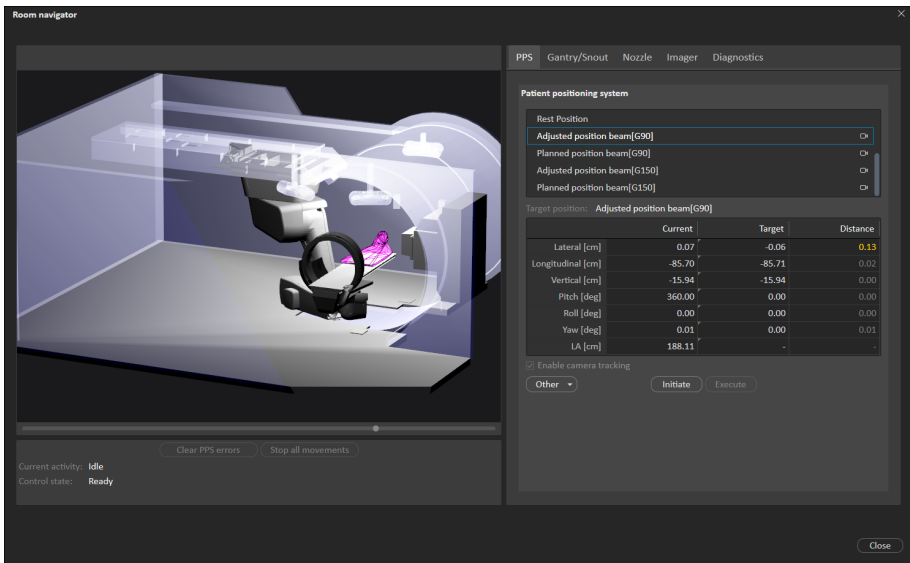 Room navigator
PPS Gantry/Snout Nozzle Imager Diagnostics
Patient positioning system
Rest Position
Adjusted position beam[G90]
Planned position beam[G90]
Adjusted position beam[G150]
Planned position beam[G150]
Target position: Adjusted position beam[G90]
Current Target Distance
Lateral [cm] 0.07 -0.06 0.13
Longitudinal [cm] -85.70 -85.71 0.02
Vertical [cm] -15.94 -15.94 0.00
Pitch [deg] 360.00 0.00 0.00
Roll [deg] 0.00 0.00 0.00
Yaw [deg] 0.01 0.00 0.01
LA [cm] 188.11 - -
Enable camera tracking
Other Initiate Execute
Clear PPS errors Stop all movements
Current activity: Idle
Control state: Ready
Close